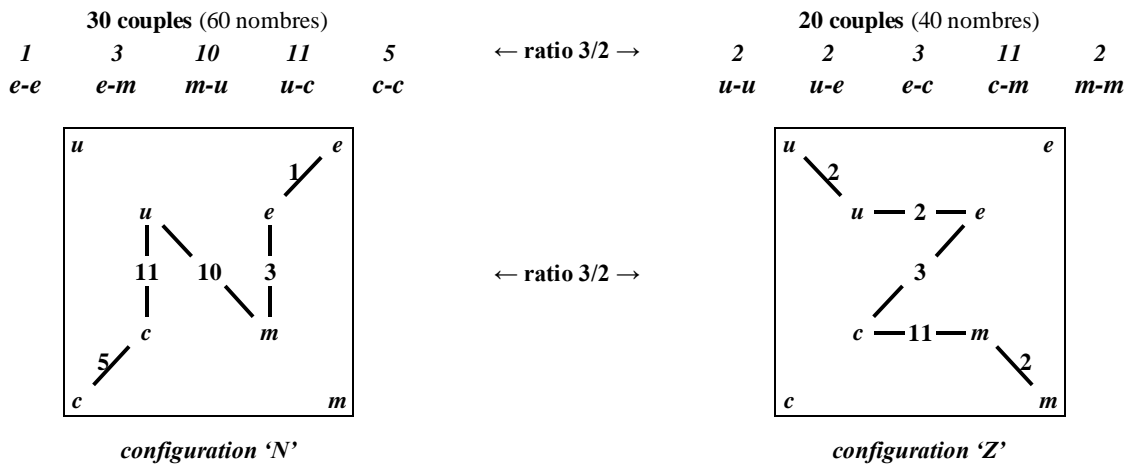 30 couples (60 nombres) 20 couples (40 nombres)
1 3 10 11 5 ← ratio 3/2 → 2 2 3 11 2
e-e e-m m-u u-c c-c u-u u-e e-c c-m m-m
u e u e
1 2
u e u 2 e
11 10 3 ← ratio 3/2 → 3
c m c 11 m
5 2
c m c m
configuration ‘N’ configuration ‘Z’